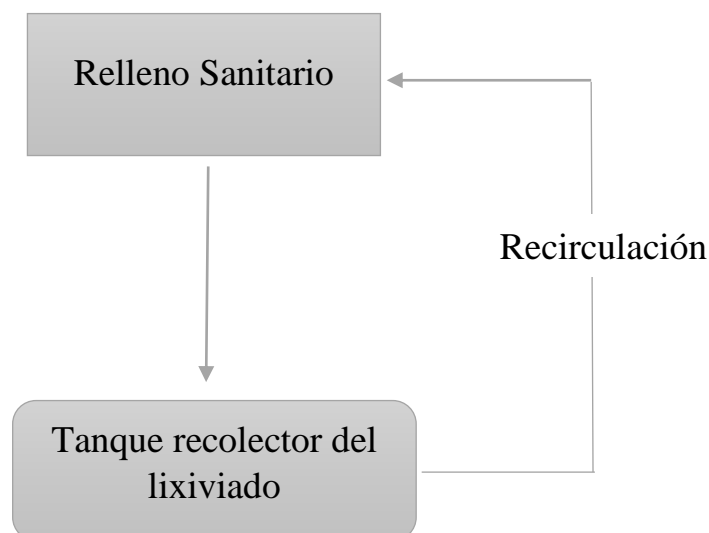 Relleno Sanitario
Recirculación
Tanque recolector del
lixiviado